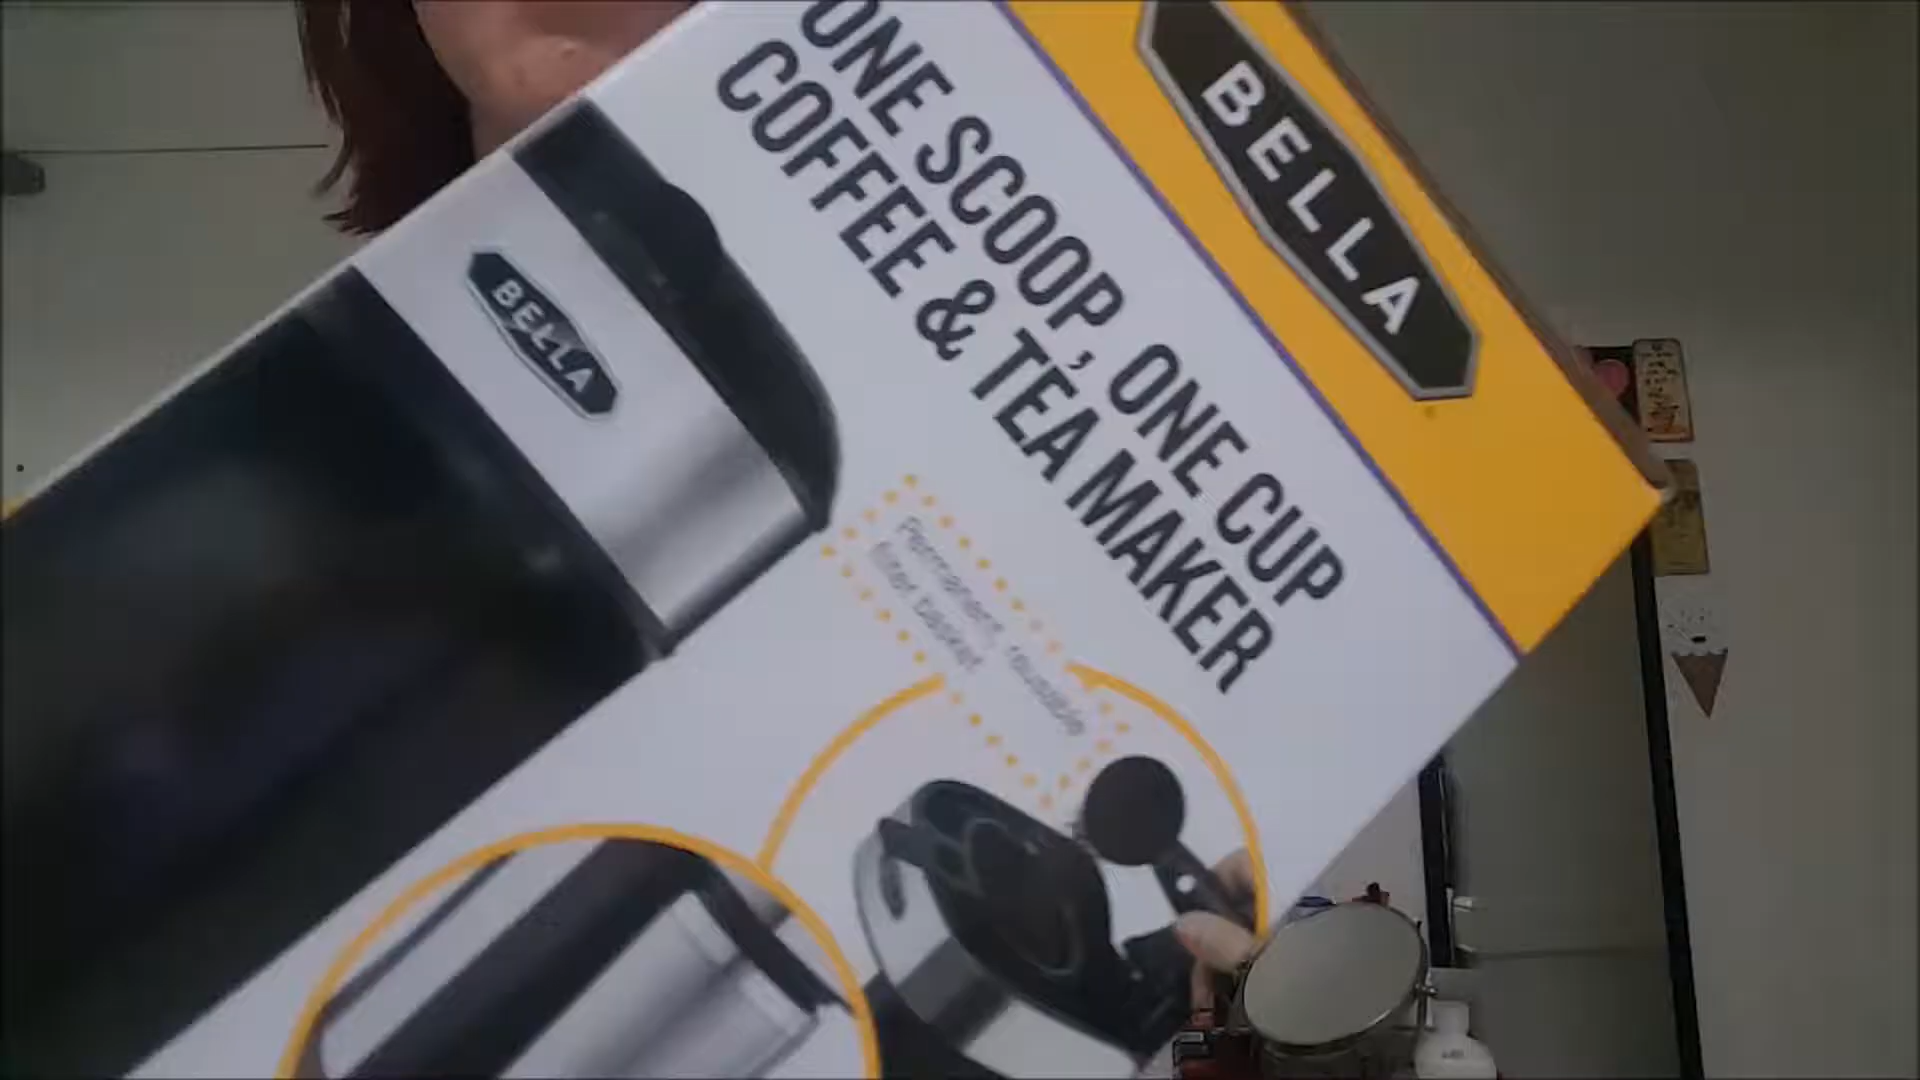 BELLA
ONE SCOOP, ONE CUP
COFFEE & TEA MAKER
BELLA
Permanent, reusable
filter basket